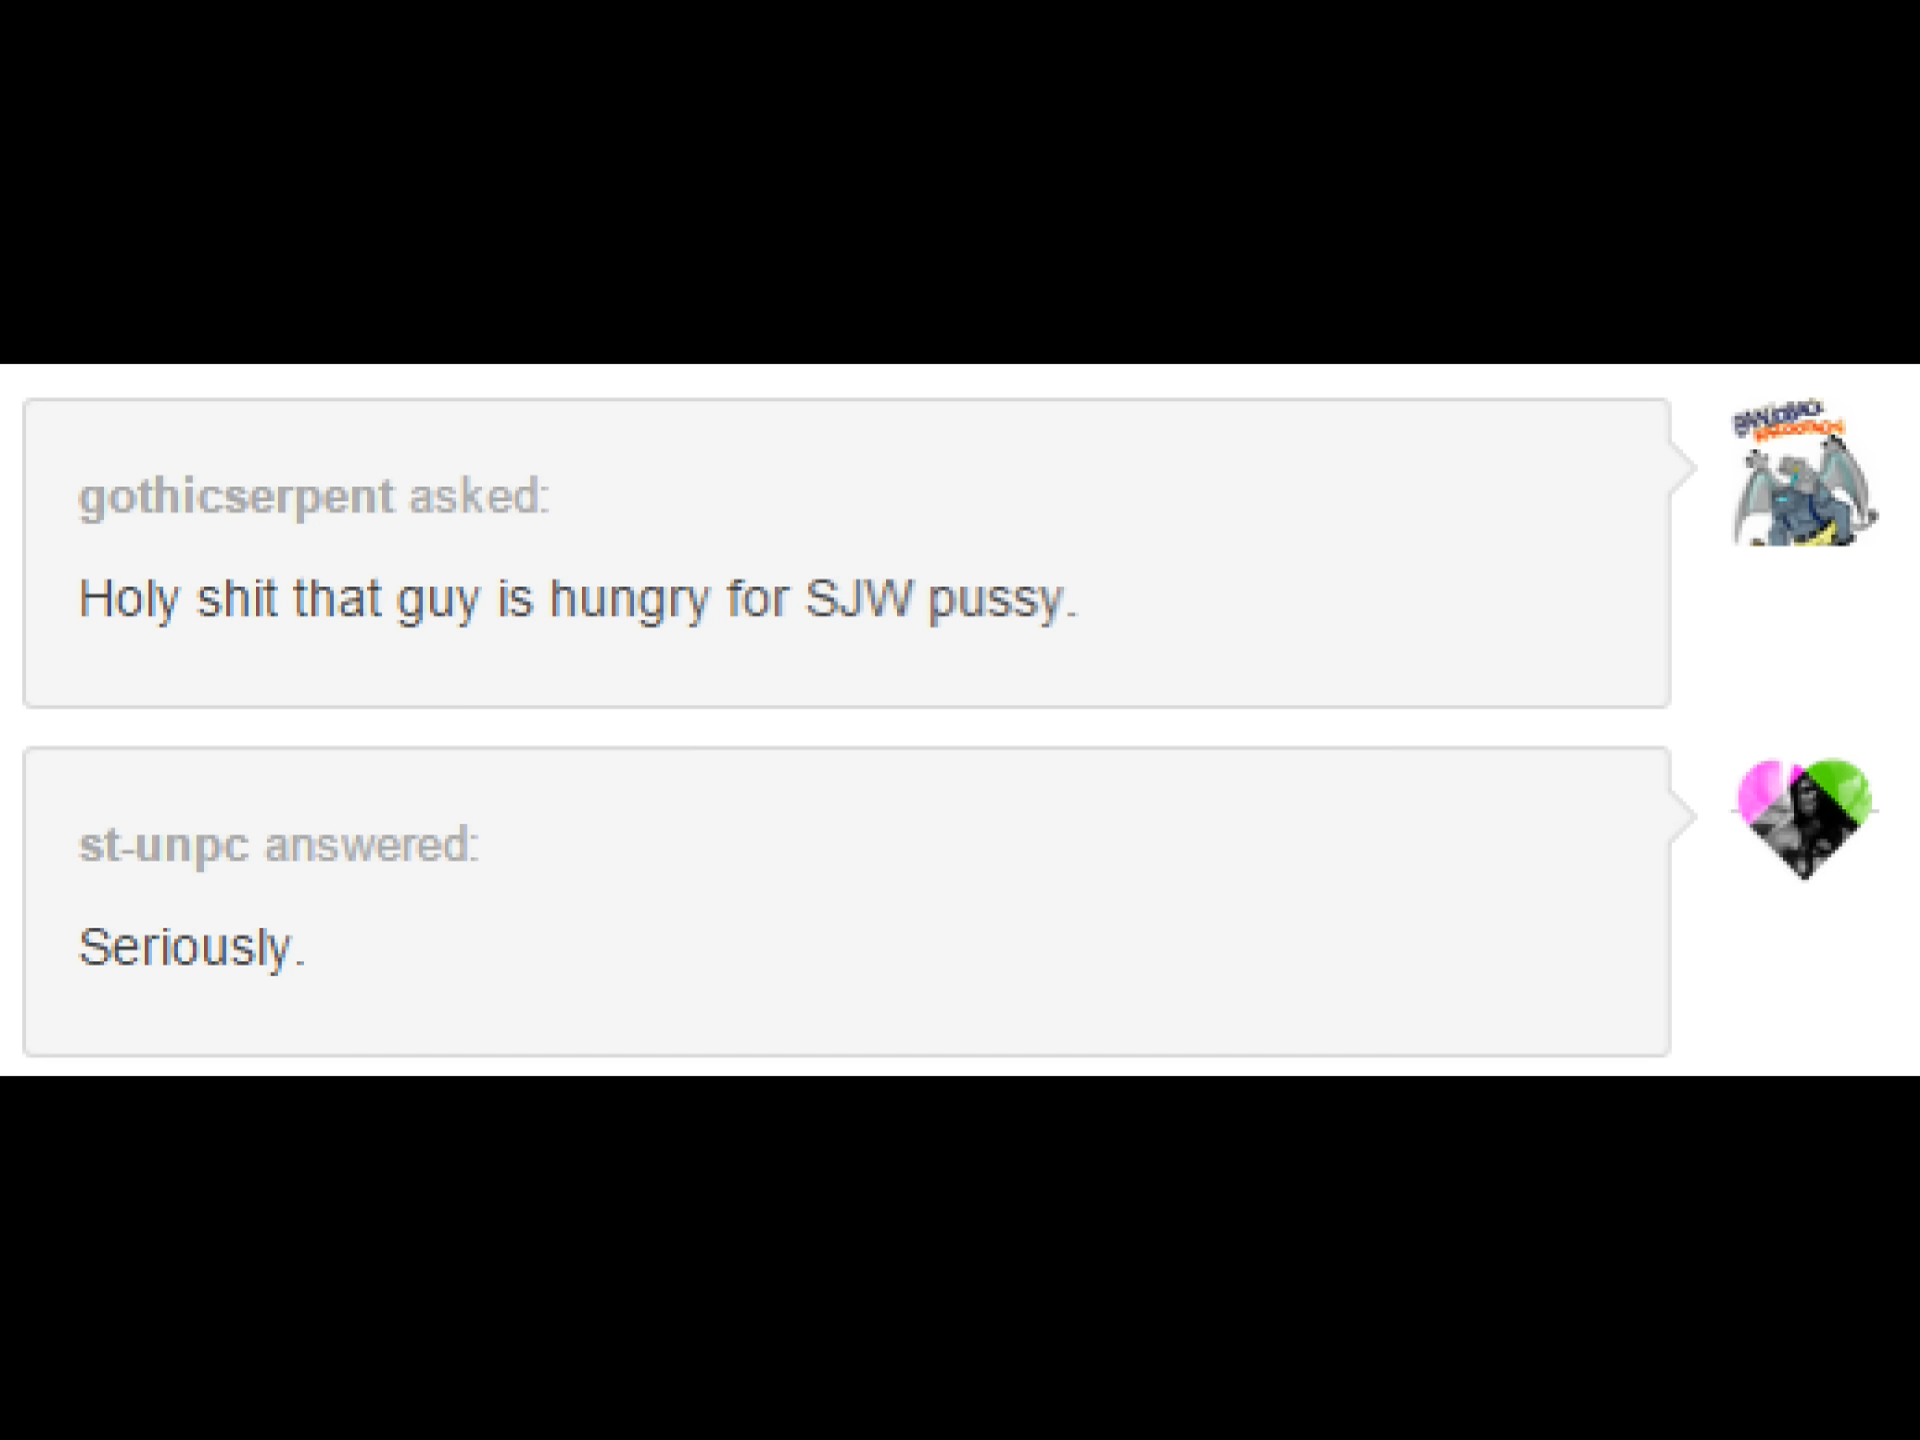 gothicserpent asked:
Holy shit that guy is hungry for SJW pussy.
st-unpc answered:
Seriously.